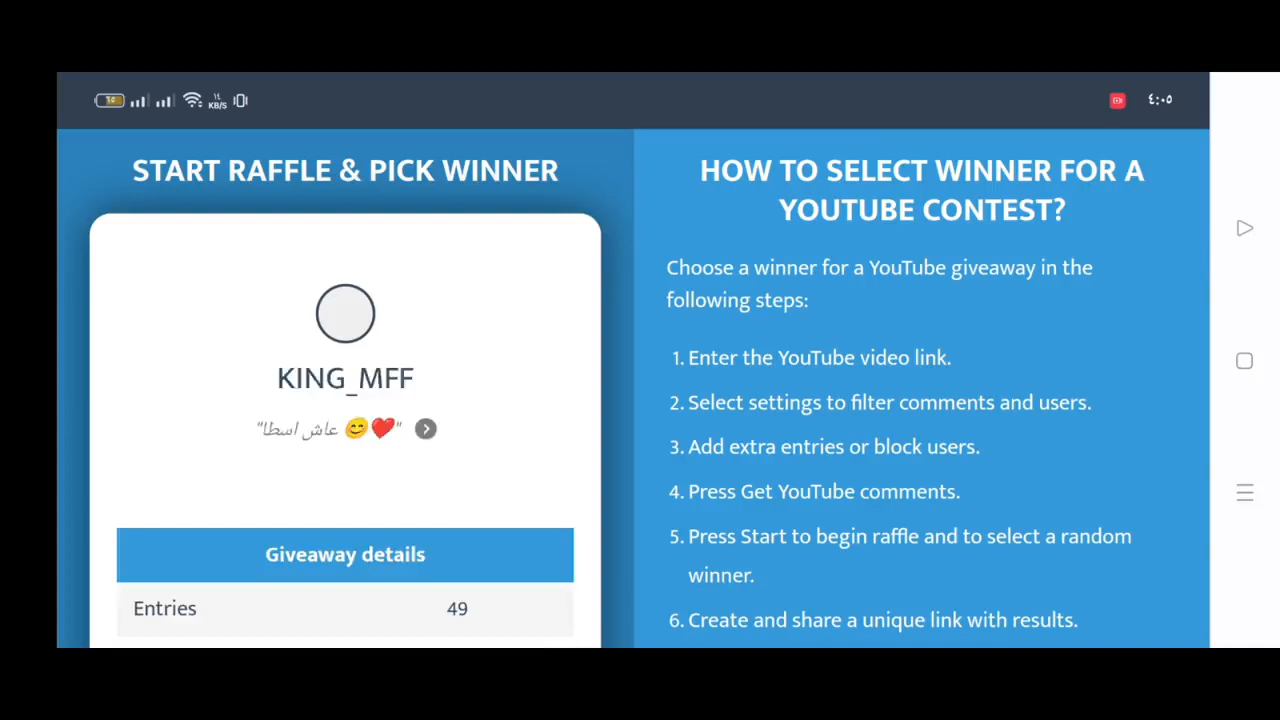 ١٤
KB/S
٤:٠٥
START RAFFLE & PICK WINNER
KING_MFF
"عاش اسطا 😊❤️"
Giveaway details
Entries 49
HOW TO SELECT WINNER FOR A
YOUTUBE CONTEST?
Choose a winner for a YouTube giveaway in the
following steps:
1. Enter the YouTube video link.
2. Select settings to filter comments and users.
3. Add extra entries or block users.
4. Press Get YouTube comments.
5. Press Start to begin raffle and to select a random
winner.
6. Create and share a unique link with results.